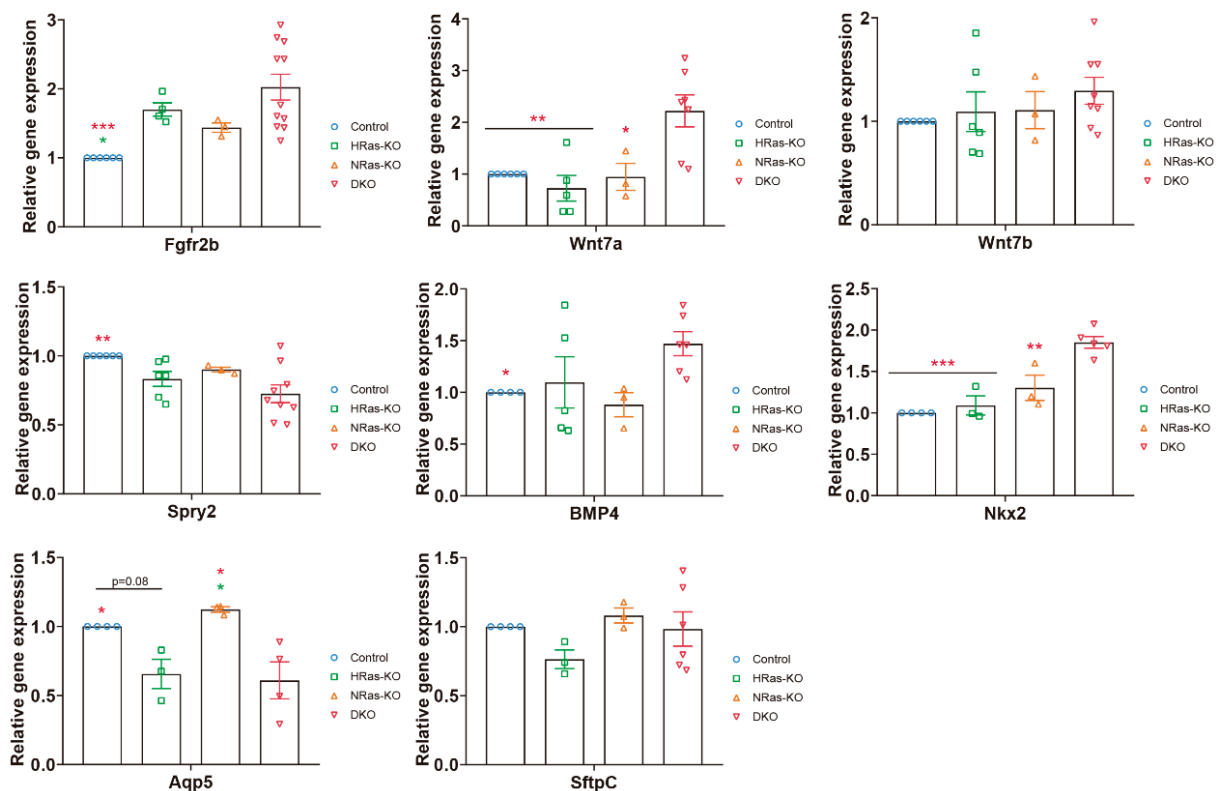 Relative gene expression
3
2
1
0
***
*
Fgfr2b
Control
HRas-KO
NRas-KO
DKO
Relative gene expression
4
3
2
1
0
**
*
Wnt7a
Control
HRas-KO
NRas-KO
DKO
Relative gene expression
2
1
0
Wnt7b
Control
HRas-KO
NRas-KO
DKO
Relative gene expression
1.5
1.0
0.5
0.0
**
Spry2
Control
HRas-KO
NRas-KO
DKO
Relative gene expression
2.0
1.5
1.0
0.5
0.0
*
BMP4
Control
HRas-KO
NRas-KO
DKO
Relative gene expression
2.5
2.0
1.5
1.0
0.5
0.0
***
**
Nkx2
Control
HRas-KO
NRas-KO
DKO
Relative gene expression
1.5
1.0
0.5
0.0
p=0.08
*
*
*
Aqp5
Control
HRas-KO
NRas-KO
DKO
Relative gene expression
1.5
1.0
0.5
0.0
SftpC
Control
HRas-KO
NRas-KO
DKO